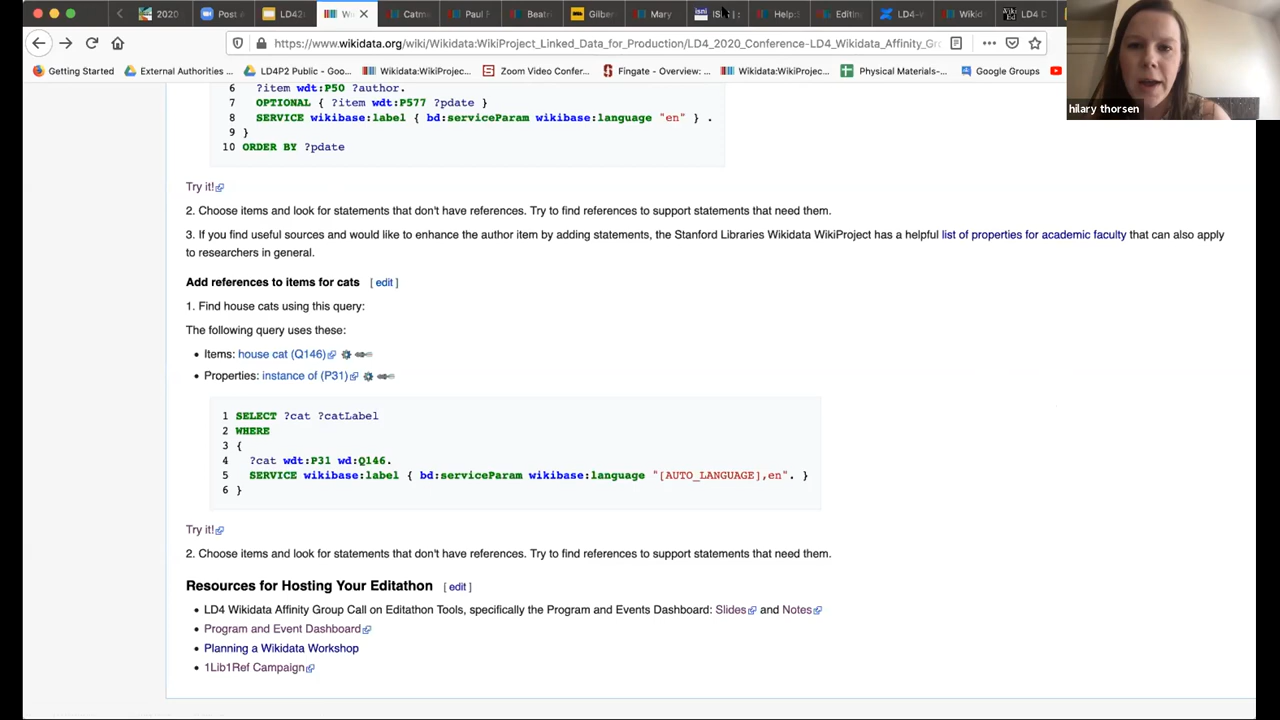 2020
Post A
LD42
W
Catma
Paul F
Beatri
Gilber
Mary
isni
IS
Help:
Editing
LD4-
Wikid
LD4 D
https://www.wikidata.org/wiki/Wikidata:WikiProject_Linked_Data_for_Production/LD4_2020_Conference-LD4_Wikidata_Affinity_Gr
Getting Started
External Authorities ...
LD4P2 Public - Goo...
Wikidata:WikiProjec...
Zoom Video Confer...
Fingate - Overview: ...
Wikidata:WikiProjec...
Physical Materials-...
Google Groups
hilary thorsen
6 ?item wdt:P50 ?author.
7 OPTIONAL { ?item wdt:P577 ?pdate }
8 SERVICE wikibase:label { bd:serviceParam wikibase:language "en" } .
9 }
10 ORDER BY ?pdate
Try it!
2. Choose items and look for statements that don't have references. Try to find references to support statements that need them.
3. If you find useful sources and would like to enhance the author item by adding statements, the Stanford Libraries Wikidata WikiProject has a helpful list of properties for academic faculty that can also apply
to researchers in general.
Add references to items for cats [ edit ]
1. Find house cats using this query:
The following query uses these:
• Items: house cat (Q146)
• Properties: instance of (P31)
1 SELECT ?cat ?catLabel
2 WHERE
3 {
4 ?cat wdt:P31 wd:Q146.
5 SERVICE wikibase:label { bd:serviceParam wikibase:language "[AUTO_LANGUAGE],en". }
6 }
Try it!
2. Choose items and look for statements that don't have references. Try to find references to support statements that need them.
Resources for Hosting Your Editathon [ edit ]
• LD4 Wikidata Affinity Group Call on Editathon Tools, specifically the Program and Events Dashboard: Slides and Notes
• Program and Event Dashboard
• Planning a Wikidata Workshop
• 1Lib1Ref Campaign